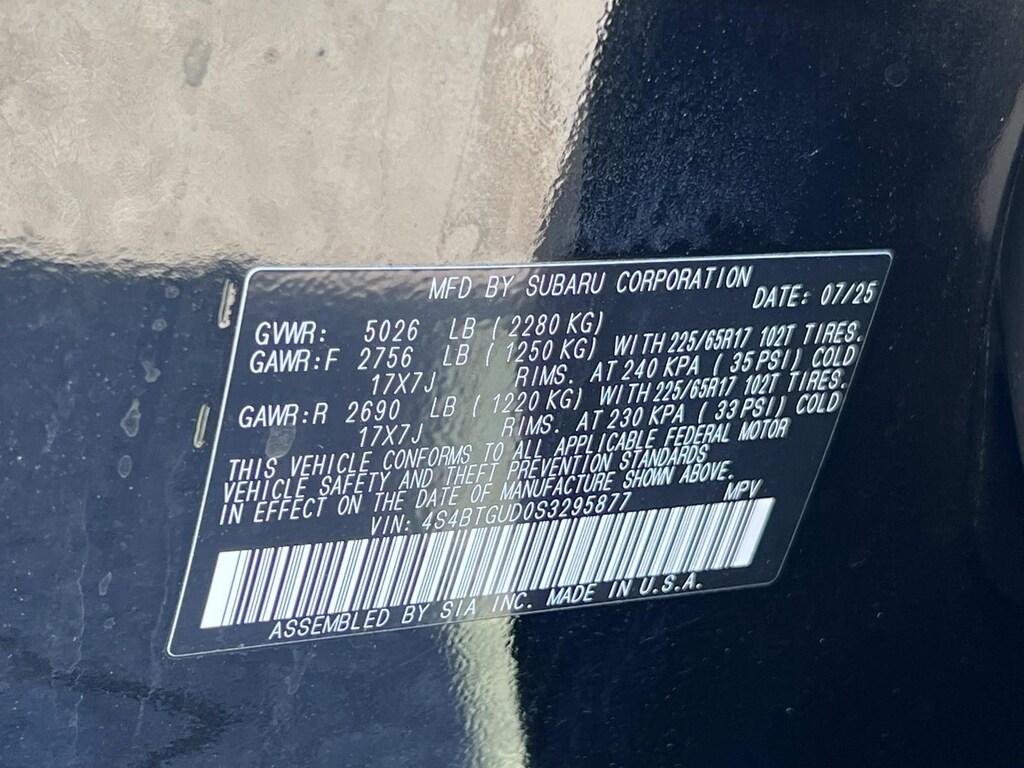 MFD BY SUBARU CORPORATION DATE: 07/25
GVWR: 5026 LB (2280 KG)
GAWR:F 2756 LB (1250 KG) WITH 225/65R17 102T TIRES.
17X7J RIMS. AT 240 KPA (35 PSI) COLD
GAWR:R 2690 LB (1220 KG) WITH 225/65R17 102T TIRES.
17X7J RIMS. AT 230 KPA (33 PSI) COLD
THIS VEHICLE CONFORMS TO ALL APPLICABLE FEDERAL MOTOR
VEHICLE SAFETY AND THEFT PREVENTION STANDARDS
IN EFFECT ON THE DATE OF MANUFACTURE SHOWN ABOVE.
VIN: 4S4BTGUD0S3295877 MPV
ASSEMBLED BY SIA INC. MADE IN U.S.A.